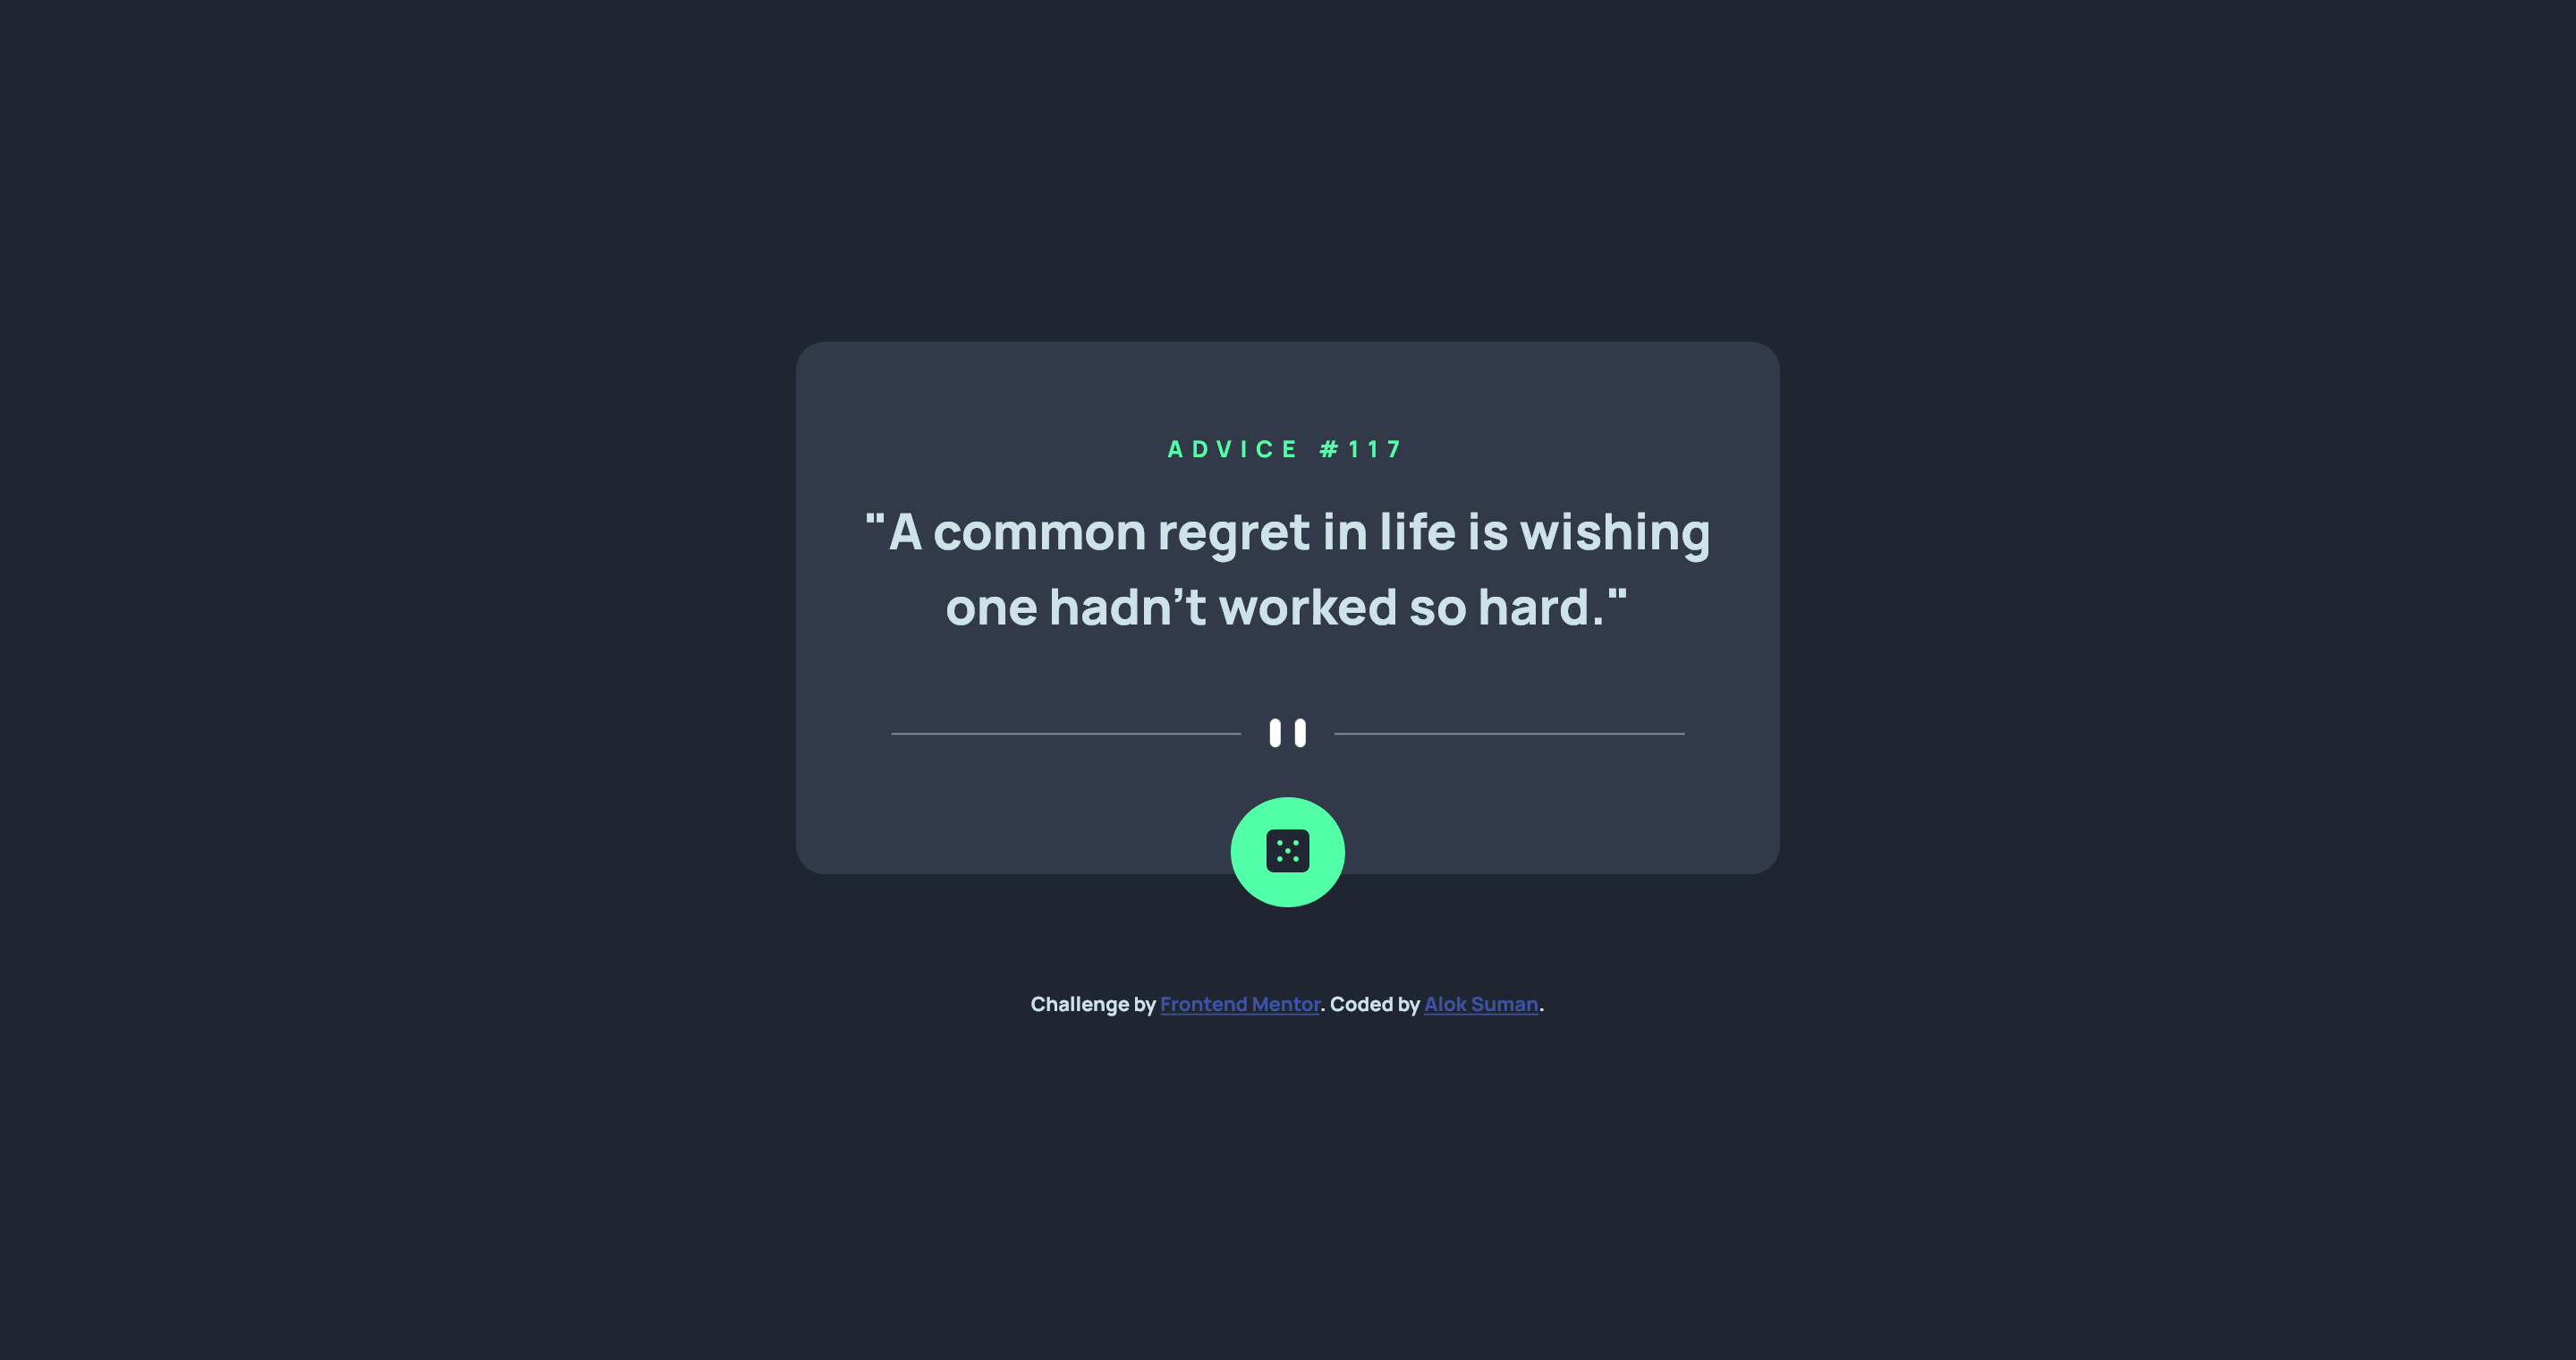 ADVICE #117
"A common regret in life is wishing
one hadn't worked so hard."
Challenge by Frontend Mentor. Coded by Alok Suman.